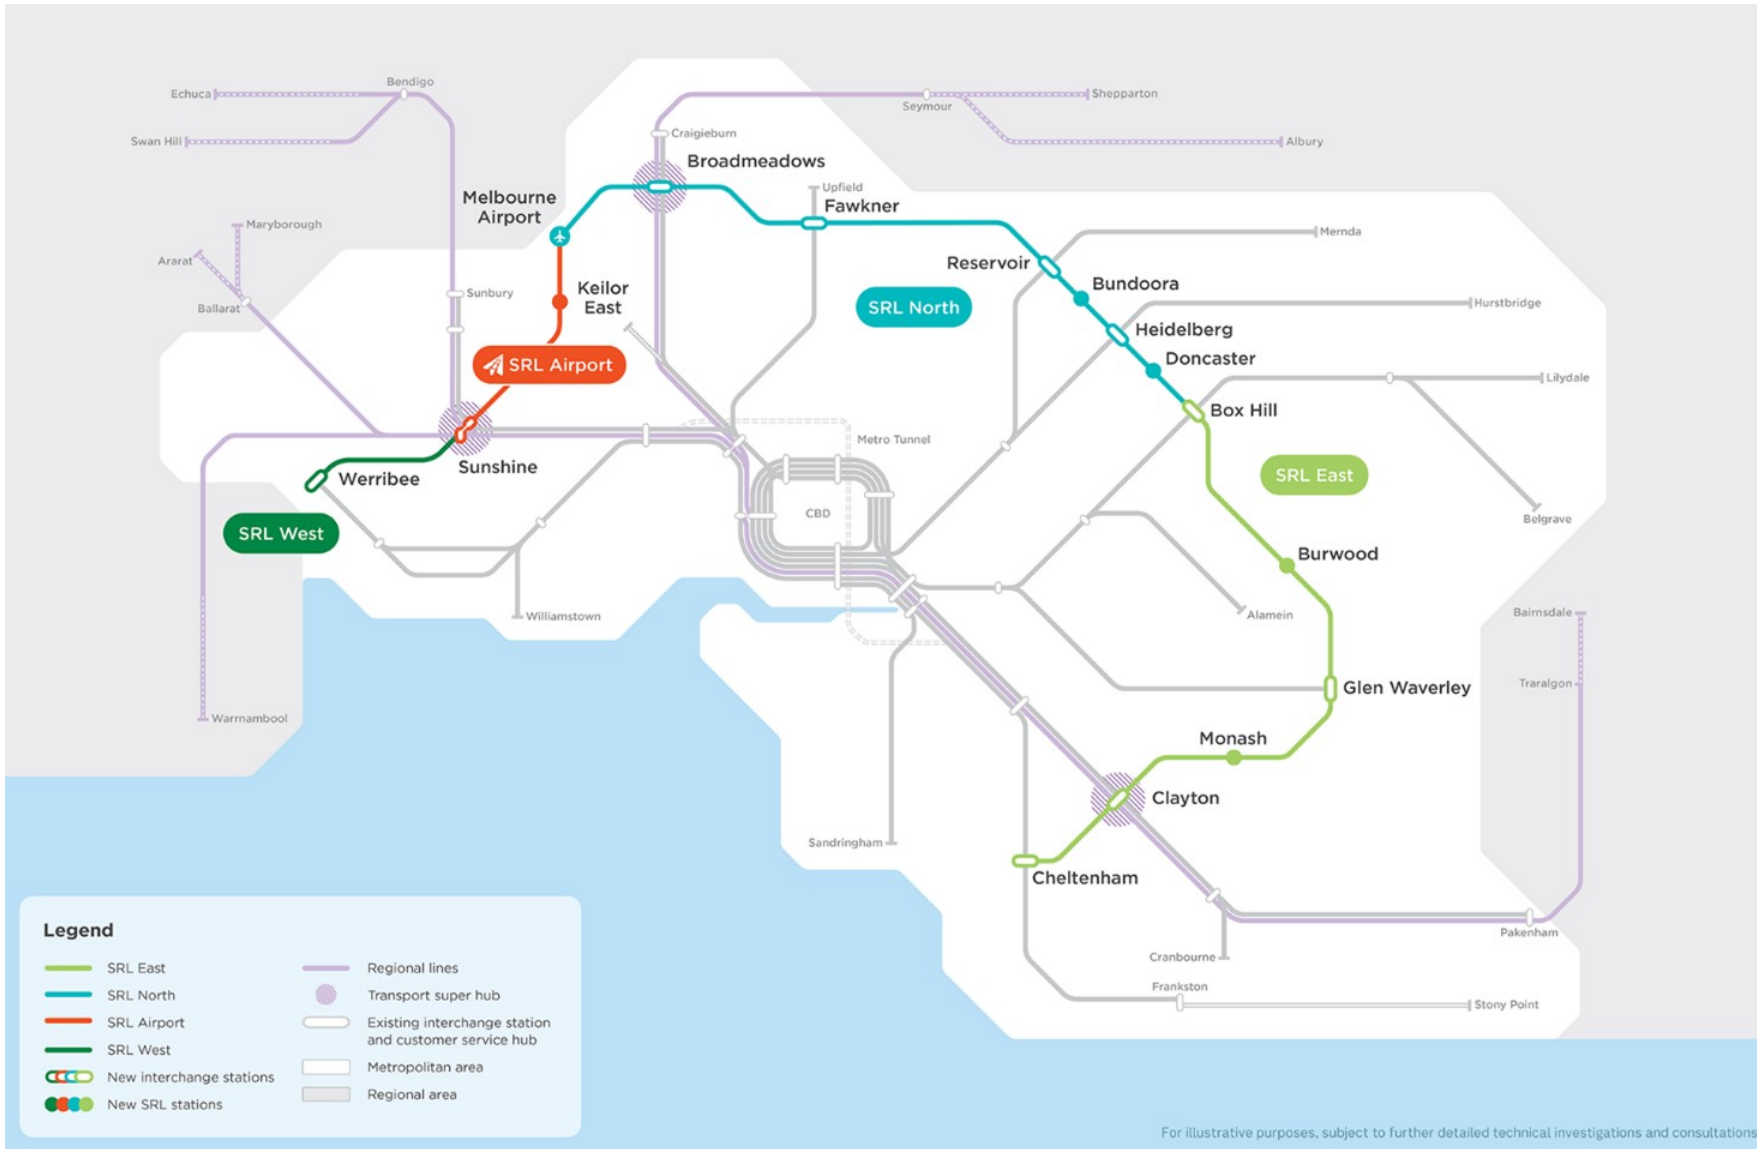 Echuca
Bendigo
Swan Hill
Seymour
Shepparton
Albury
Craigieburn
Broadmeadows
Melbourne
Airport
Upfield
Fawkner
Maryborough
Ararat
Ballarat
Sunbury
Keilor
East
Reservoir
Mernda
Bundoora
SRL North
Hurstbridge
Heidelberg
SRL Airport
Doncaster
Lilydale
Box Hill
Metro Tunnel
Sunshine
Werribee
SRL East
CBD
Belgrave
SRL West
Burwood
Williamstown
Alamein
Bairnsdale
Glen Waverley
Traralgon
Warrnambool
Monash
Clayton
Sandringham
Cheltenham
Pakenham
Cranbourne
Frankston
Stony Point
Legend
SRL East
SRL North
SRL Airport
SRL West
New interchange stations
New SRL stations
Regional lines
Transport super hub
Existing interchange station
and customer service hub
Metropolitan area
Regional area
For illustrative purposes, subject to further detailed technical investigations and consultations